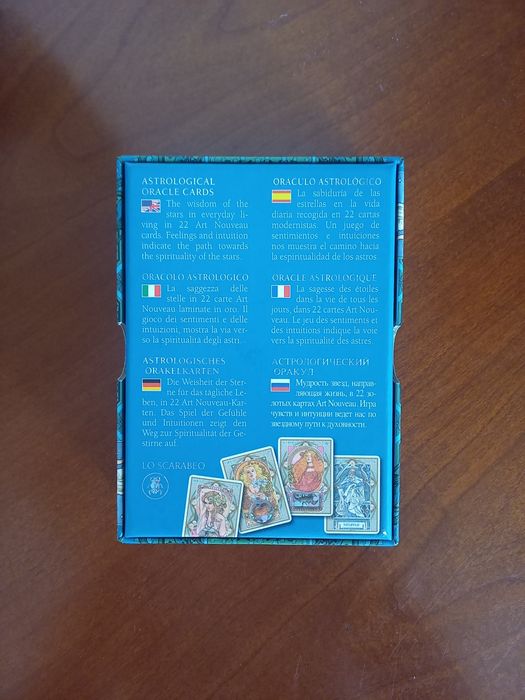 ASTROLOGICAL
ORACLE CARDS
The wisdom of the
stars in everyday li-
ving in 22 Art Nouveau
cards. Feelings and intuition
indicate the path towards
the spirituality of the stars.
ORACOLO ASTROLOGICO
La saggezza delle
stelle in 22 carte Art
Nouveau laminate in oro. Il
gioco dei sentimenti e delle
intuizioni, mostra la via ver-
so la spiritualità degli astri.
ASTROLOGISCHES
ORAKELKARTEN
Die Weisheit der Ster-
ne für das tägliche Le-
ben, in 22 Art Nouveau-Kar-
ten. Das Spiel der Gefühle
und Intuitionen zeigt den
Weg zur Spiritualität der Ge-
stirne auf.
LO SCARABEO
ORACULO ASTROLÓGICO
La sabiduría de las
estrellas en la vida
diaria recogida en 22 cartas
modernistas. Un juego de
sentimientos e intuiciones
nos muestra el camino hacia
la espiritualidad de los astros.
ORACLE ASTROLOGIQUE
La sagesse des étoiles
dans la vie de tous les
jours, dans 22 cartes Art Nou-
veau. Le jeu des sentiments et
des intuitions indique la voie
vers la spiritualité des astres.
АСТРОЛОГИЧЕСКИЙ
ОРАКУЛ
Мудрость звезд, направ-
ляющая жизнь, в 22 зо-
лотых картах Art Nouveau. Игра
чувств и интуиции ведет нас по
звездному пути к духовности.